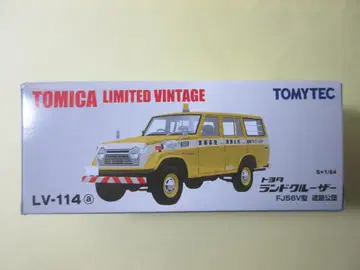 TOMICA LIMITED VINTAGE
TOMYTEC
S=1/64
トヨタ
ランドクルーザー
LV-114 a
FJ56V型 道路公団